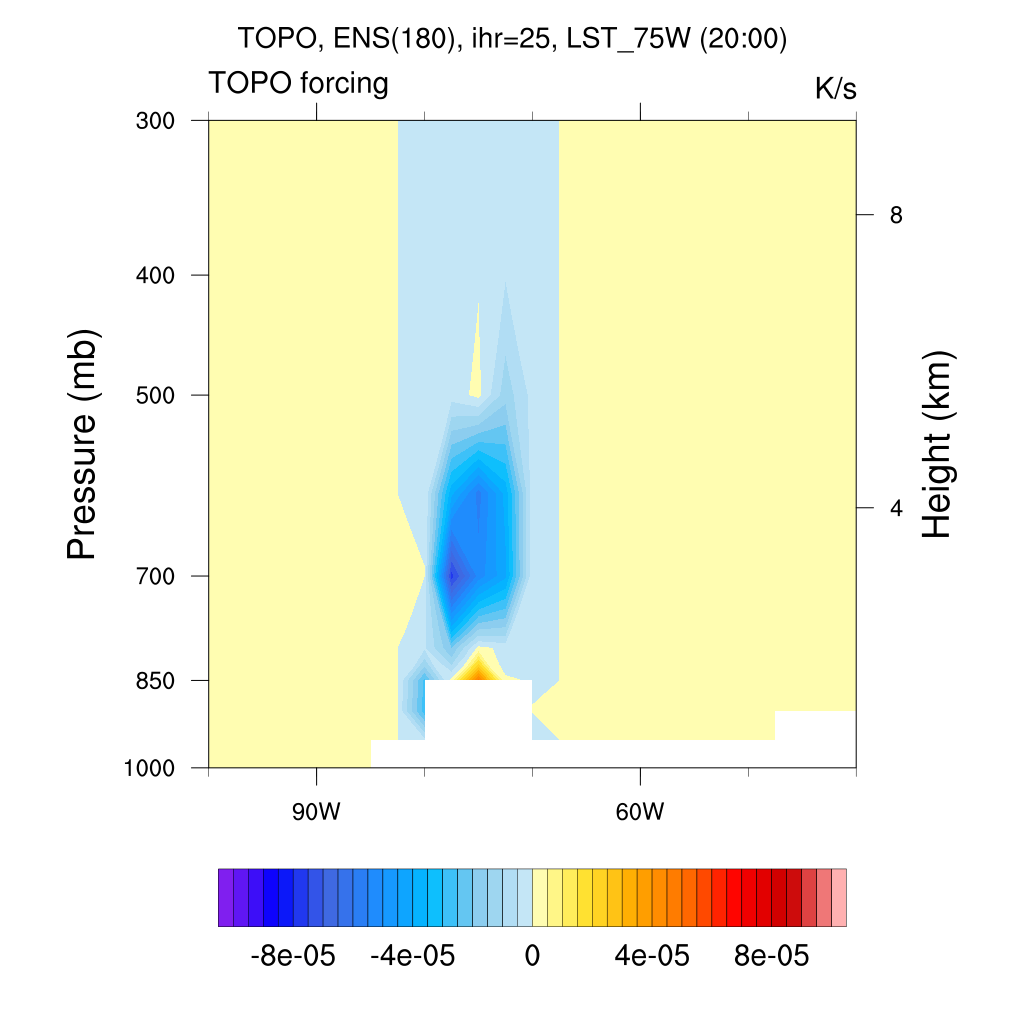 TOPO, ENS(180), ihr=25, LST_75W (20:00)
TOPO forcing
K/s
300
400
500
700
850
1000
Pressure (mb)
8
4
Height (km)
90W
60W
-8e-05
-4e-05
0
4e-05
8e-05